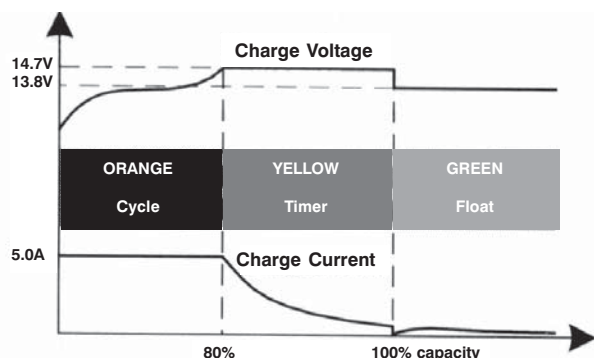 Charge Voltage
14.7V
13.8V
ORANGE
Cycle
YELLOW
Timer
GREEN
Float
5.0A
Charge Current
80%
100% capacity